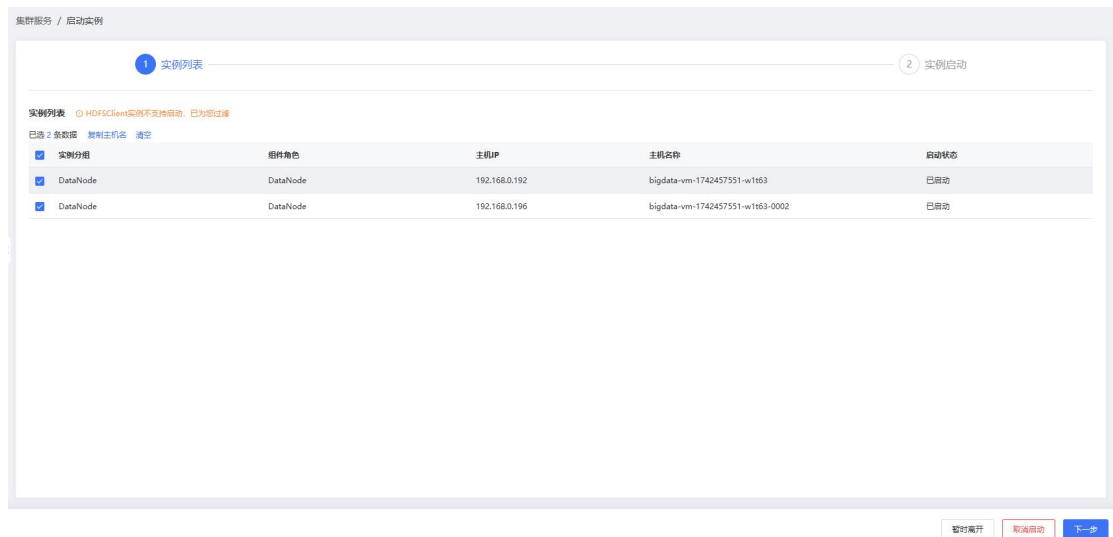 集群服务 / 启动实例
1 实例列表 2 实例启动
实例列表 HDFSClient实例不支持启动，已为您过滤
已选 2 条数据 复制主机名 清空
实例分组 组件角色 主机IP 主机名称 启动状态
DataNode DataNode 192.168.0.192 bigdata-vm-1742457551-w1t63 已启动
DataNode DataNode 192.168.0.196 bigdata-vm-1742457551-w1t63-0002 已启动
暂时离开 取消启动 下一步